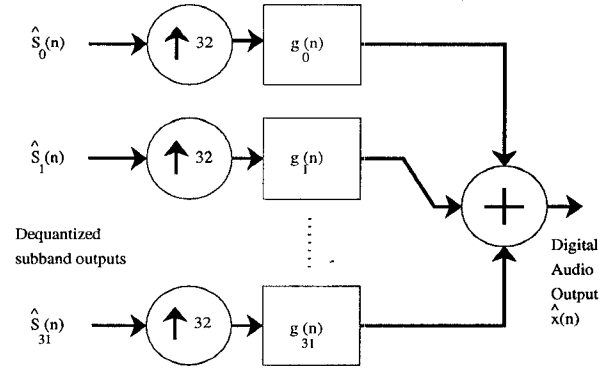 Ŝ₀(n)
↑ 32
g₀(n)
Ŝ₁(n)
↑ 32
g₁(n)
+
Dequantized
subband outputs
Digital
Audio
Output
x̂(n)
Ŝ₃₁(n)
↑ 32
g₃₁(n)